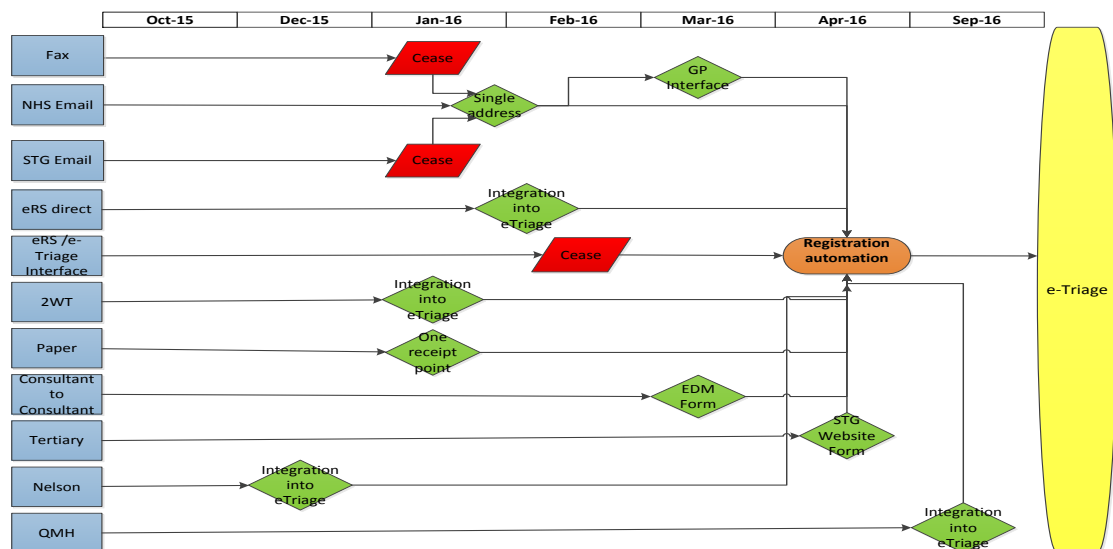 Oct-15 Dec-15 Jan-16 Feb-16 Mar-16 Apr-16 Sep-16
Fax
Cease
GP
Interface
NHS Email
Single
address
STG Email
Cease
eRS direct
Integration
into
eTriage
eRS /e-
Triage
Interface
Cease
Registration
automation
e-Triage
2WT
Integration
into
eTriage
Paper
One
receipt
point
Consultant
to
Consultant
EDM
Form
Tertiary
STG
Website
Form
Nelson
Integration
into
eTriage
QMH
Integration
into
eTriage